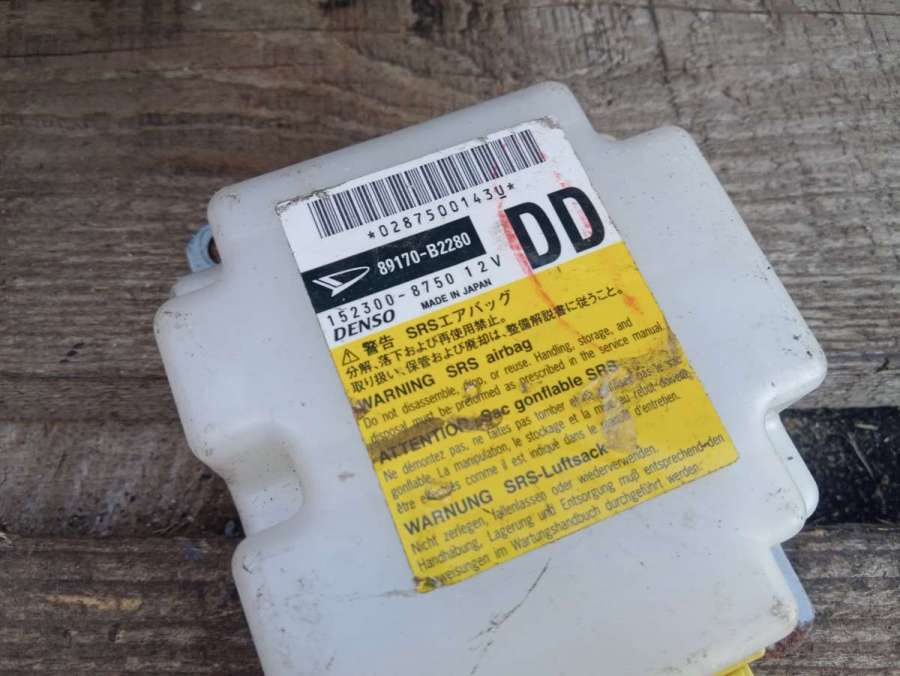 *0287500143U*
89170-B2280
DD
152300-8750 12V
DENSO MADE IN JAPAN
警告 SRSエアバッグ
分解、落下および再使用禁止。
取り扱い、保管および廃却は、整備解説書に従うこと。
WARNING SRS airbag
Do not disassemble, drop, or reuse. Handling, storage, and
disposal must be preformed as prescribed in the service manual.
ATTENTION Sac gonflable SRS
Ne démontez pas, ne faites pas tomber et
gonflable. La manipulation, le stockage et la mise au rebut doivent
être comme il est indiqué dans le d'entretien.
WARNUNG SRS-Luftsack
Nicht zerlegen, fallenlassen oder wiederverwenden.
Handhabung, Lagerung und Entsorgung muß entsprechend den
Anweisungen im Wartungshandbuch durchgeführt werden.